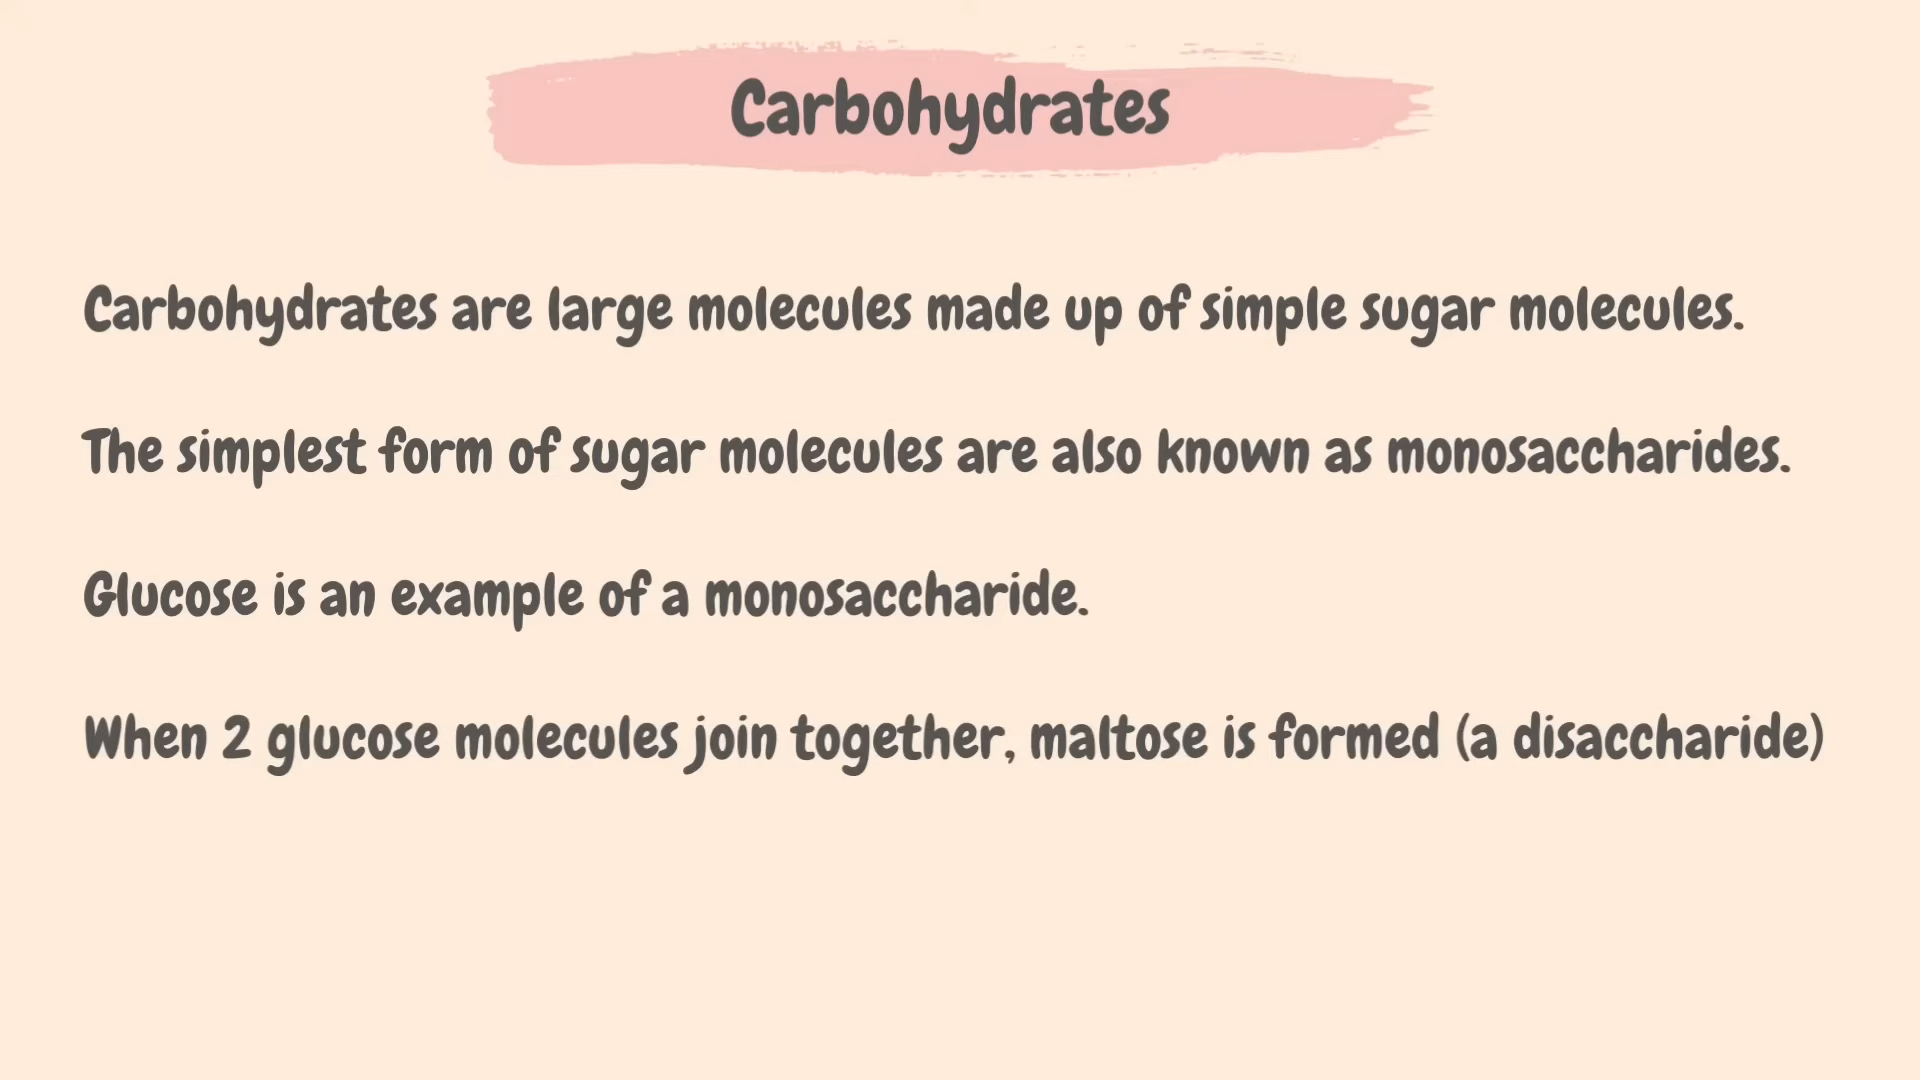 Carbohydrates
Carbohydrates are large molecules made up of simple sugar molecules.
The simplest form of sugar molecules are also known as monosaccharides.
Glucose is an example of a monosaccharide.
When 2 glucose molecules join together, maltose is formed (a disaccharide)